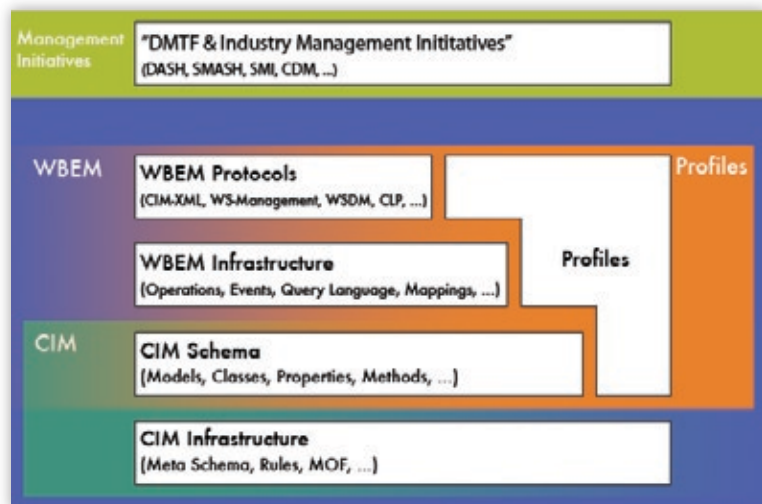 Management
Initiatives
“DMTF & Industry Management Inititatives”
(DASH, SMASH, SMI, CDM, ...)
WBEM
WBEM Protocols
(CIM-XML, WS-Management, WSDM, CLP, ...)
Profiles
Profiles
WBEM Infrastructure
(Operations, Events, Query Language, Mappings, ...)
CIM
CIM Schema
(Models, Classes, Properties, Methods, ...)
CIM Infrastructure
(Meta Schema, Rules, MOF, ...)